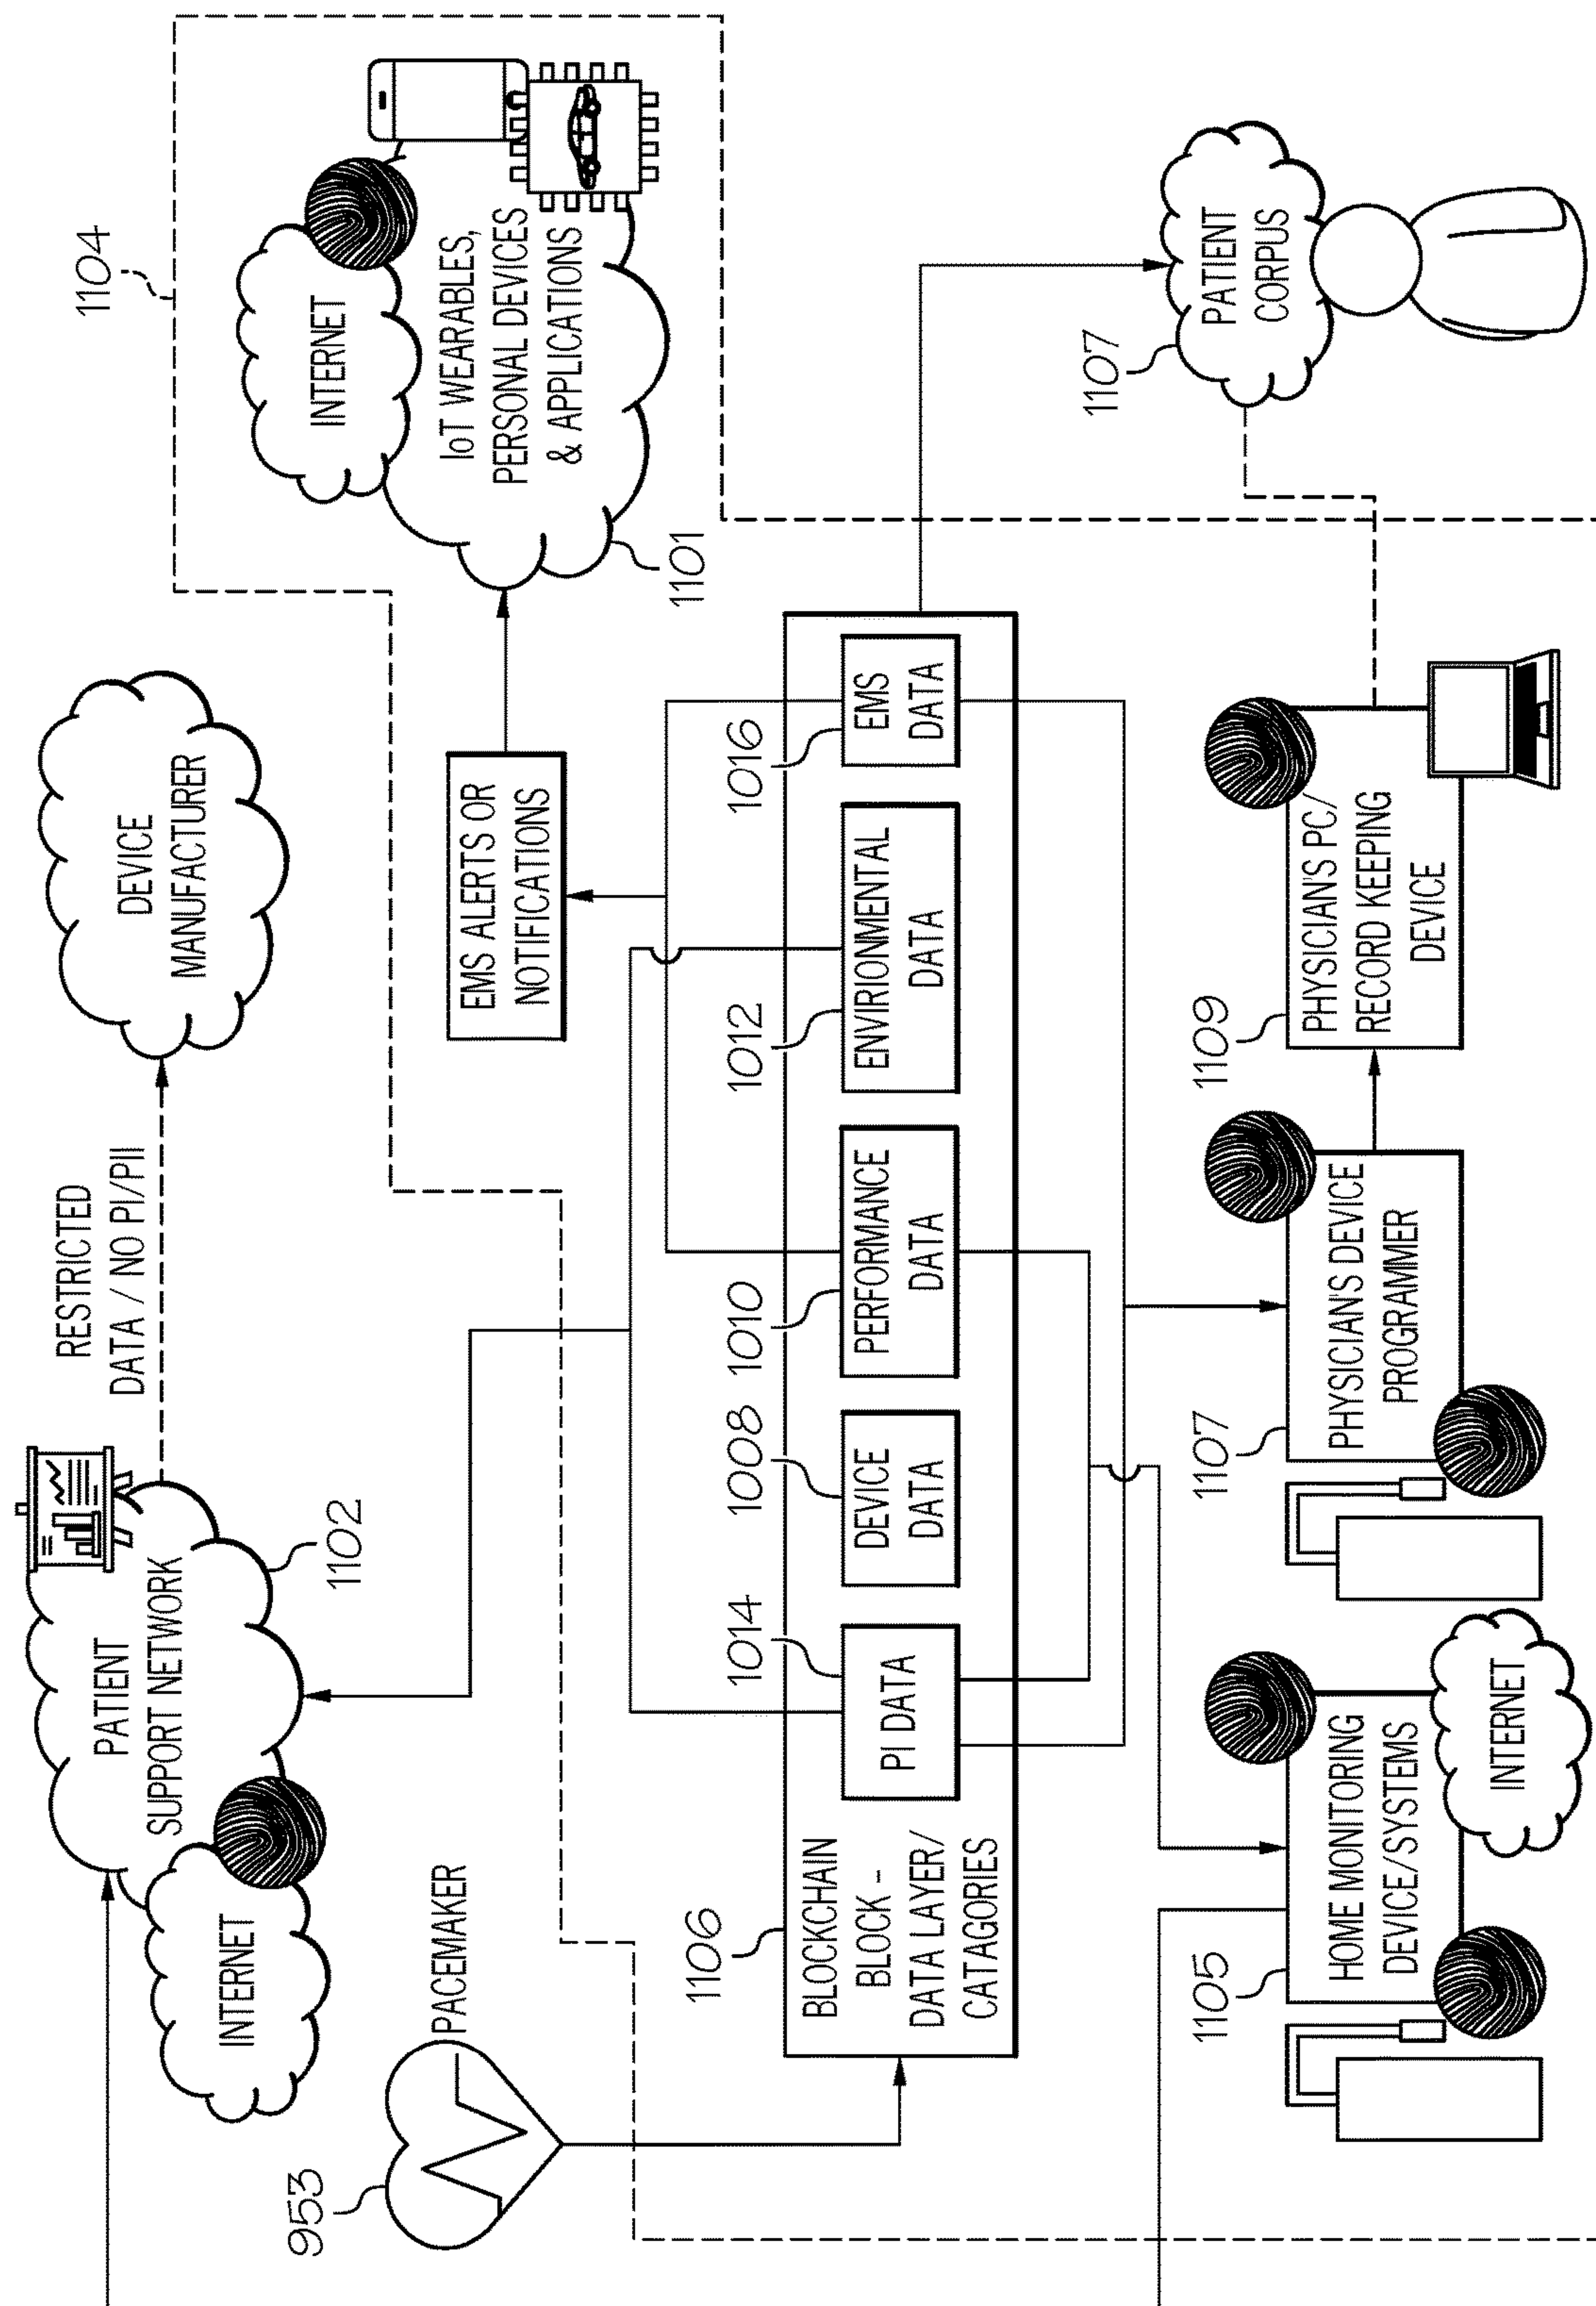 1104
RESTRICTED
DATA / NO PI/PII
DEVICE
MANUFACTURER
PATIENT
SUPPORT NETWORK
1102
INTERNET
INTERNET
IoT WEARABLES,
PERSONAL DEVICES
& APPLICATIONS
1101
EMS ALERTS OR
NOTIFICATIONS
953
PACEMAKER
1106
BLOCKCHAIN
BLOCK -
DATA LAYER/
CATAGORIES
1014
PI DATA
1008
DEVICE
DATA
1010
PERFORMANCE
DATA
1012
ENVIRIONMENTAL
DATA
1016
EMS
DATA
1107
PATIENT
CORPUS
1105
HOME MONITORING
DEVICE/SYSTEMS
INTERNET
1107
PHYSICIAN'S DEVICE
PROGRAMMER
1109
PHYSICIAN'S PC/
RECORD KEEPING
DEVICE